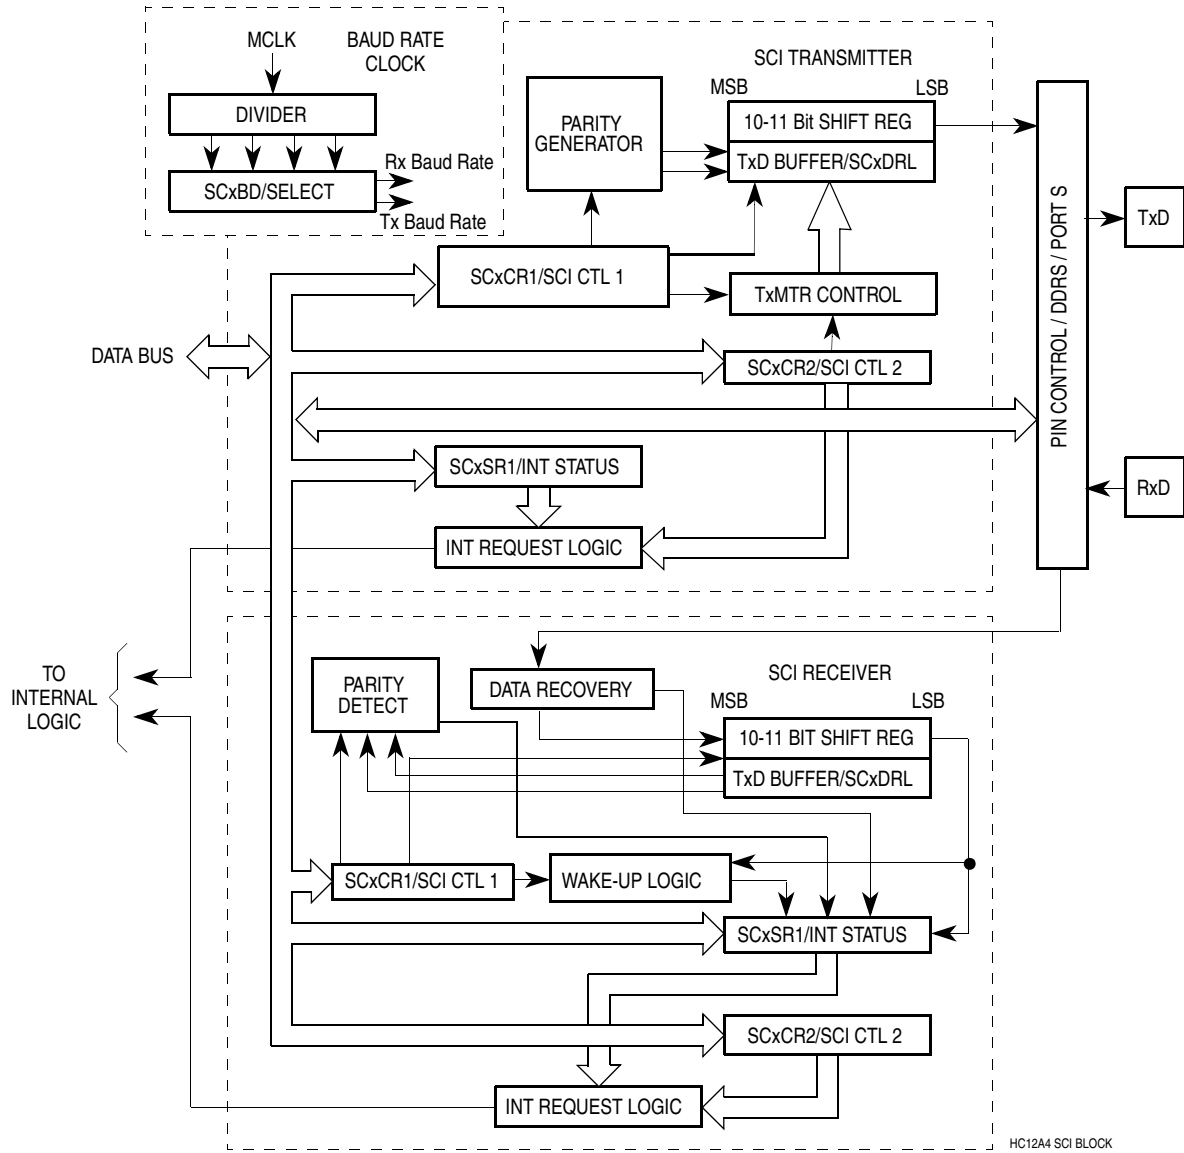 MCLK
BAUD RATE
CLOCK
DIVIDER
SCxBD/SELECT
Rx Baud Rate
Tx Baud Rate
SCI TRANSMITTER
MSB
LSB
PARITY
GENERATOR
10-11 Bit SHIFT REG
TxD BUFFER/SCxDRL
SCxCR1/SCI CTL 1
TxMTR CONTROL
DATA BUS
SCxCR2/SCI CTL 2
SCxSR1/INT STATUS
INT REQUEST LOGIC
PIN CONTROL / DDRS / PORT S
TxD
RxD
TO
INTERNAL
LOGIC
SCI RECEIVER
PARITY
DETECT
DATA RECOVERY
MSB
LSB
10-11 BIT SHIFT REG
TxD BUFFER/SCxDRL
SCxCR1/SCI CTL 1
WAKE-UP LOGIC
SCxSR1/INT STATUS
SCxCR2/SCI CTL 2
INT REQUEST LOGIC
HC12A4 SCI BLOCK